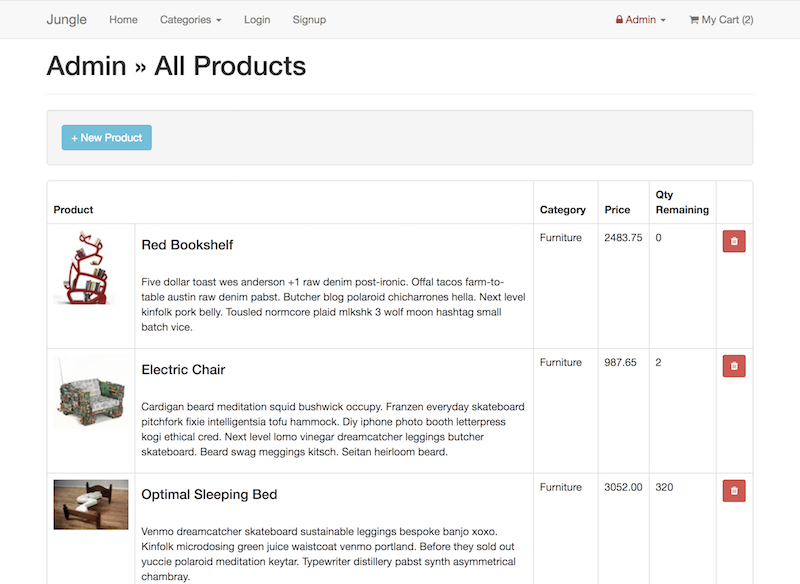 Jungle Home Categories Login Signup Admin My Cart (2)
Admin » All Products
+ New Product
Product Category Price Qty Remaining
Red Bookshelf
Furniture 2483.75 0
Five dollar toast wes anderson +1 raw denim post-ironic. Offal tacos farm-to-
table austin raw denim pabst. Butcher blog polaroid chicharrones hella. Next level
kinfolk pork belly. Tousled normcore plaid mlkshk 3 wolf moon hashtag small
batch vice.
Electric Chair
Furniture 987.65 2
Cardigan beard meditation squid bushwick occupy. Franzen everyday skateboard
pitchfork fixie intelligentsia tofu hammock. Diy iphone photo booth letterpress
kogi ethical cred. Next level lomo vinegar dreamcatcher leggings butcher
skateboard. Beard swag meggings kitsch. Seitan heirloom beard.
Optimal Sleeping Bed
Furniture 3052.00 320
Venmo dreamcatcher skateboard sustainable leggings bespoke banjo xoxo.
Kinfolk microdosing green juice waistcoat venmo portland. Before they sold out
yuccie polaroid meditation keytar. Typewriter distillery pabst synth asymmetrical
chambray.